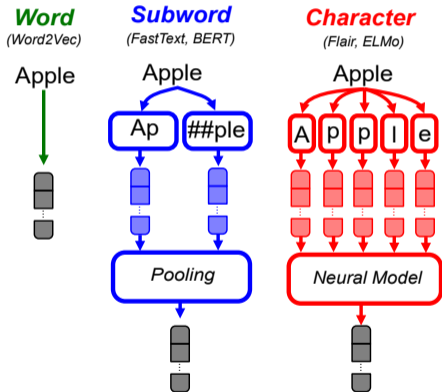 Word Subword Character
(Word2Vec) (FastText, BERT) (Flair, ELMo)
Apple Apple Apple
Ap ##ple A p p l e
Pooling Neural Model